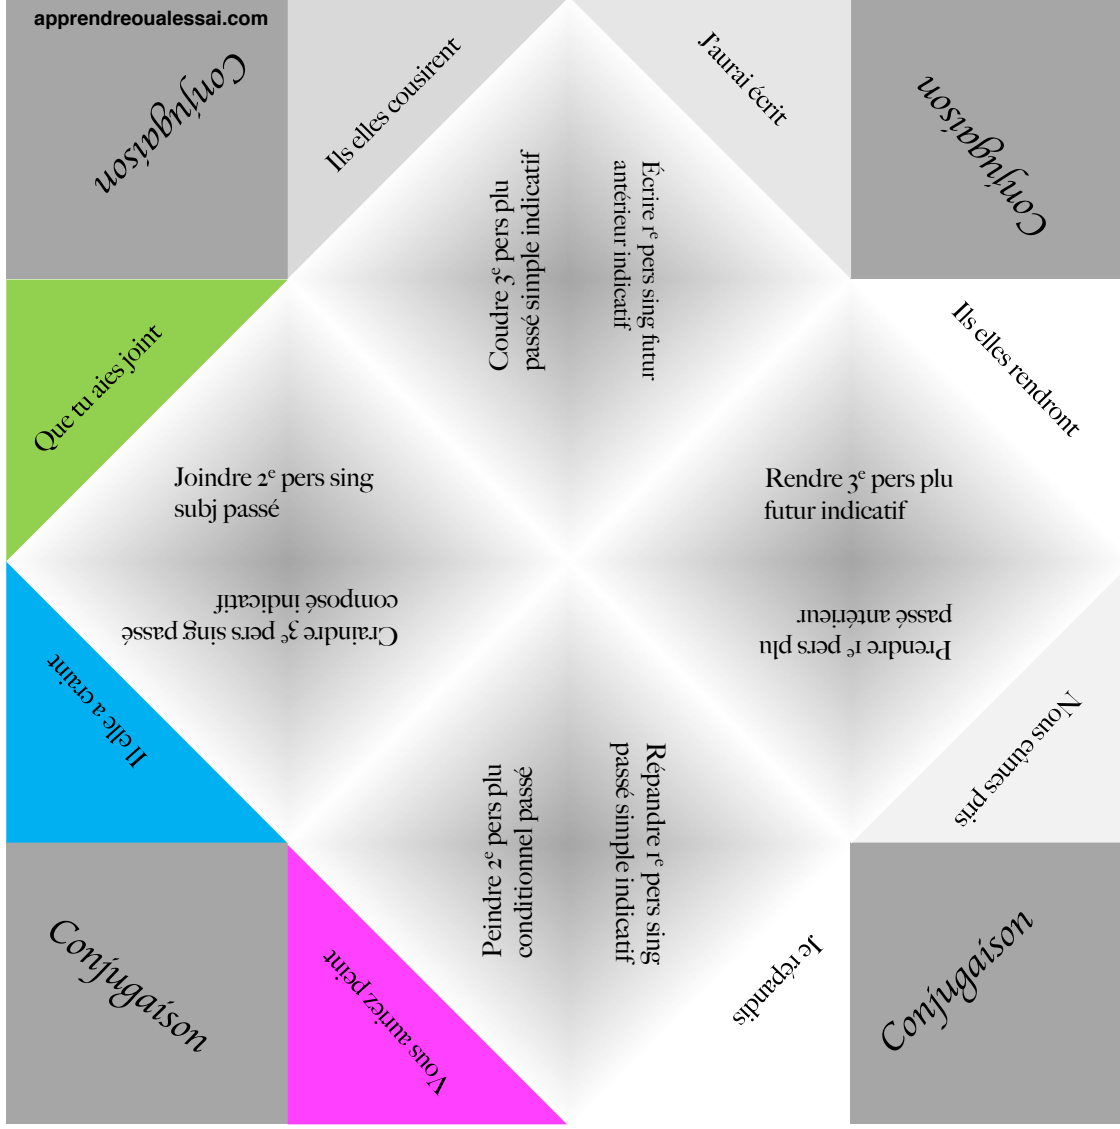 apprendreoualessai.com
Conjugaison
Ils elles cousirent
J'aurai écrit
Conjugaison
Coudre 3e pers plu
passé simple indicatif
Écrire 1e pers sing futur
antérieur indicatif
Que tu aies joint
Ils elles rendront
Joindre 2e pers sing
subj passé
Rendre 3e pers plu
futur indicatif
Craindre 3e pers sing passé
composé indicatif
Prendre 1e pers plu
passé antérieur
Il elle a craint
Nous eûmes pris
Peindre 2e pers plu
conditionnel passé
Répandre 1e pers sing
passé simple indicatif
Conjugaison
Vous auriez peint
Je répandis
Conjugaison